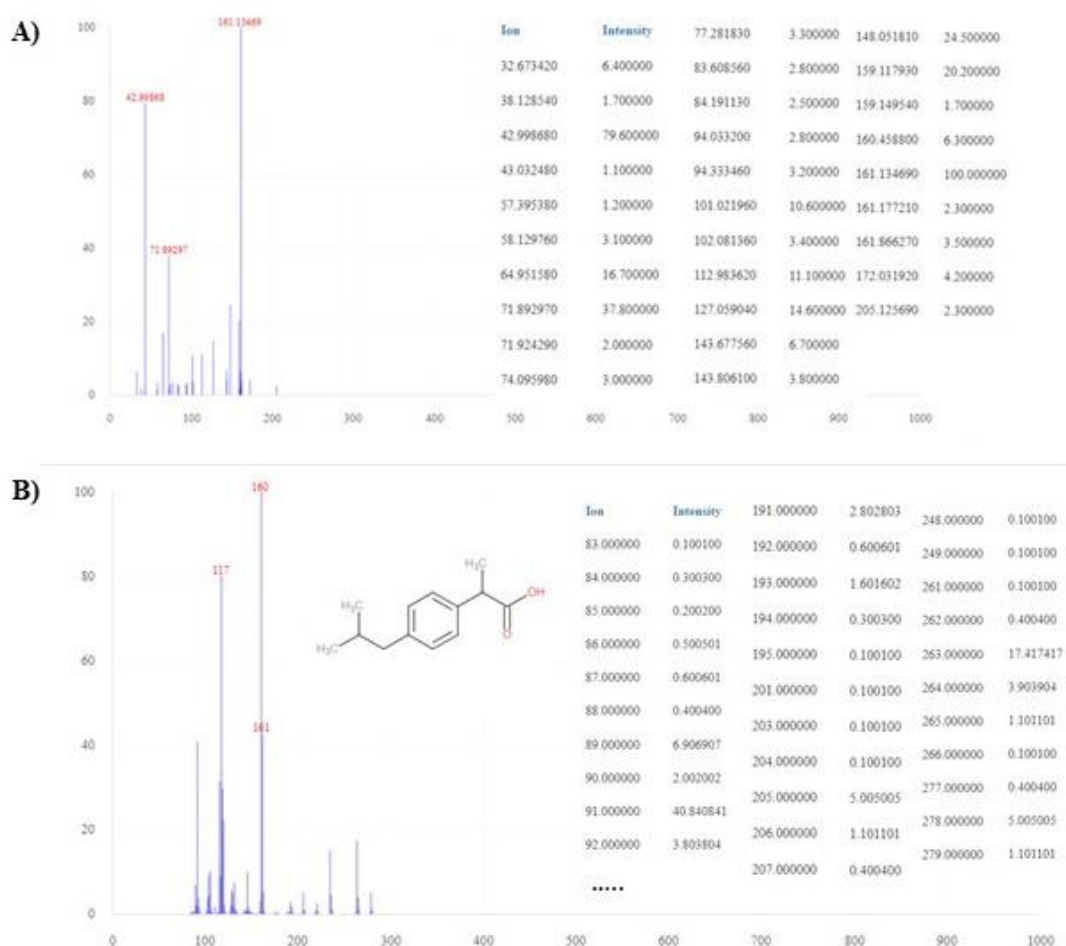 A)
100
80
60
40
20
0
161.13469
42.99868
71.89297
0 100 200 300 400 500 600 700 800 900 1000
Ion Intensity 77.281830 3.300000 148.051810 24.500000
32.673420 6.400000 83.608560 2.800000 159.117930 20.200000
38.128540 1.700000 84.191130 2.500000 159.149540 1.700000
42.998680 79.600000 94.033200 2.800000 160.458800 6.300000
43.032480 1.100000 94.333460 3.200000 161.134690 100.000000
57.395380 1.200000 101.021960 10.600000 161.177210 2.300000
58.129760 3.100000 102.081360 3.400000 161.866270 3.500000
64.951580 16.700000 112.983620 11.100000 172.031920 4.200000
71.892970 37.800000 127.059040 14.600000 205.125690 2.300000
71.924290 2.000000 143.677560 6.700000
74.095980 3.000000 143.806100 3.800000
B)
100
80
60
40
20
0
160
117
161
H₃C
H₃C
H₃C
OH
O
0 100 200 300 400 500 600 700 800 900 1000
Ion Intensity 191.000000 2.802803 248.000000 0.100100
83.000000 0.100100 192.000000 0.600601 249.000000 0.100100
84.000000 0.300300 193.000000 1.601602 261.000000 0.100100
85.000000 0.200200 194.000000 0.300300 262.000000 0.400400
86.000000 0.500501 195.000000 0.100100 263.000000 17.417417
87.000000 0.600601 201.000000 0.100100 264.000000 3.903904
88.000000 0.400400 203.000000 0.100100 265.000000 1.101101
89.000000 6.906907 204.000000 0.100100 266.000000 0.100100
90.000000 2.002002 205.000000 5.005005 277.000000 0.400400
91.000000 40.840841 206.000000 1.101101 278.000000 5.005005
92.000000 3.803804 207.000000 0.400400 279.000000 1.101101
.....